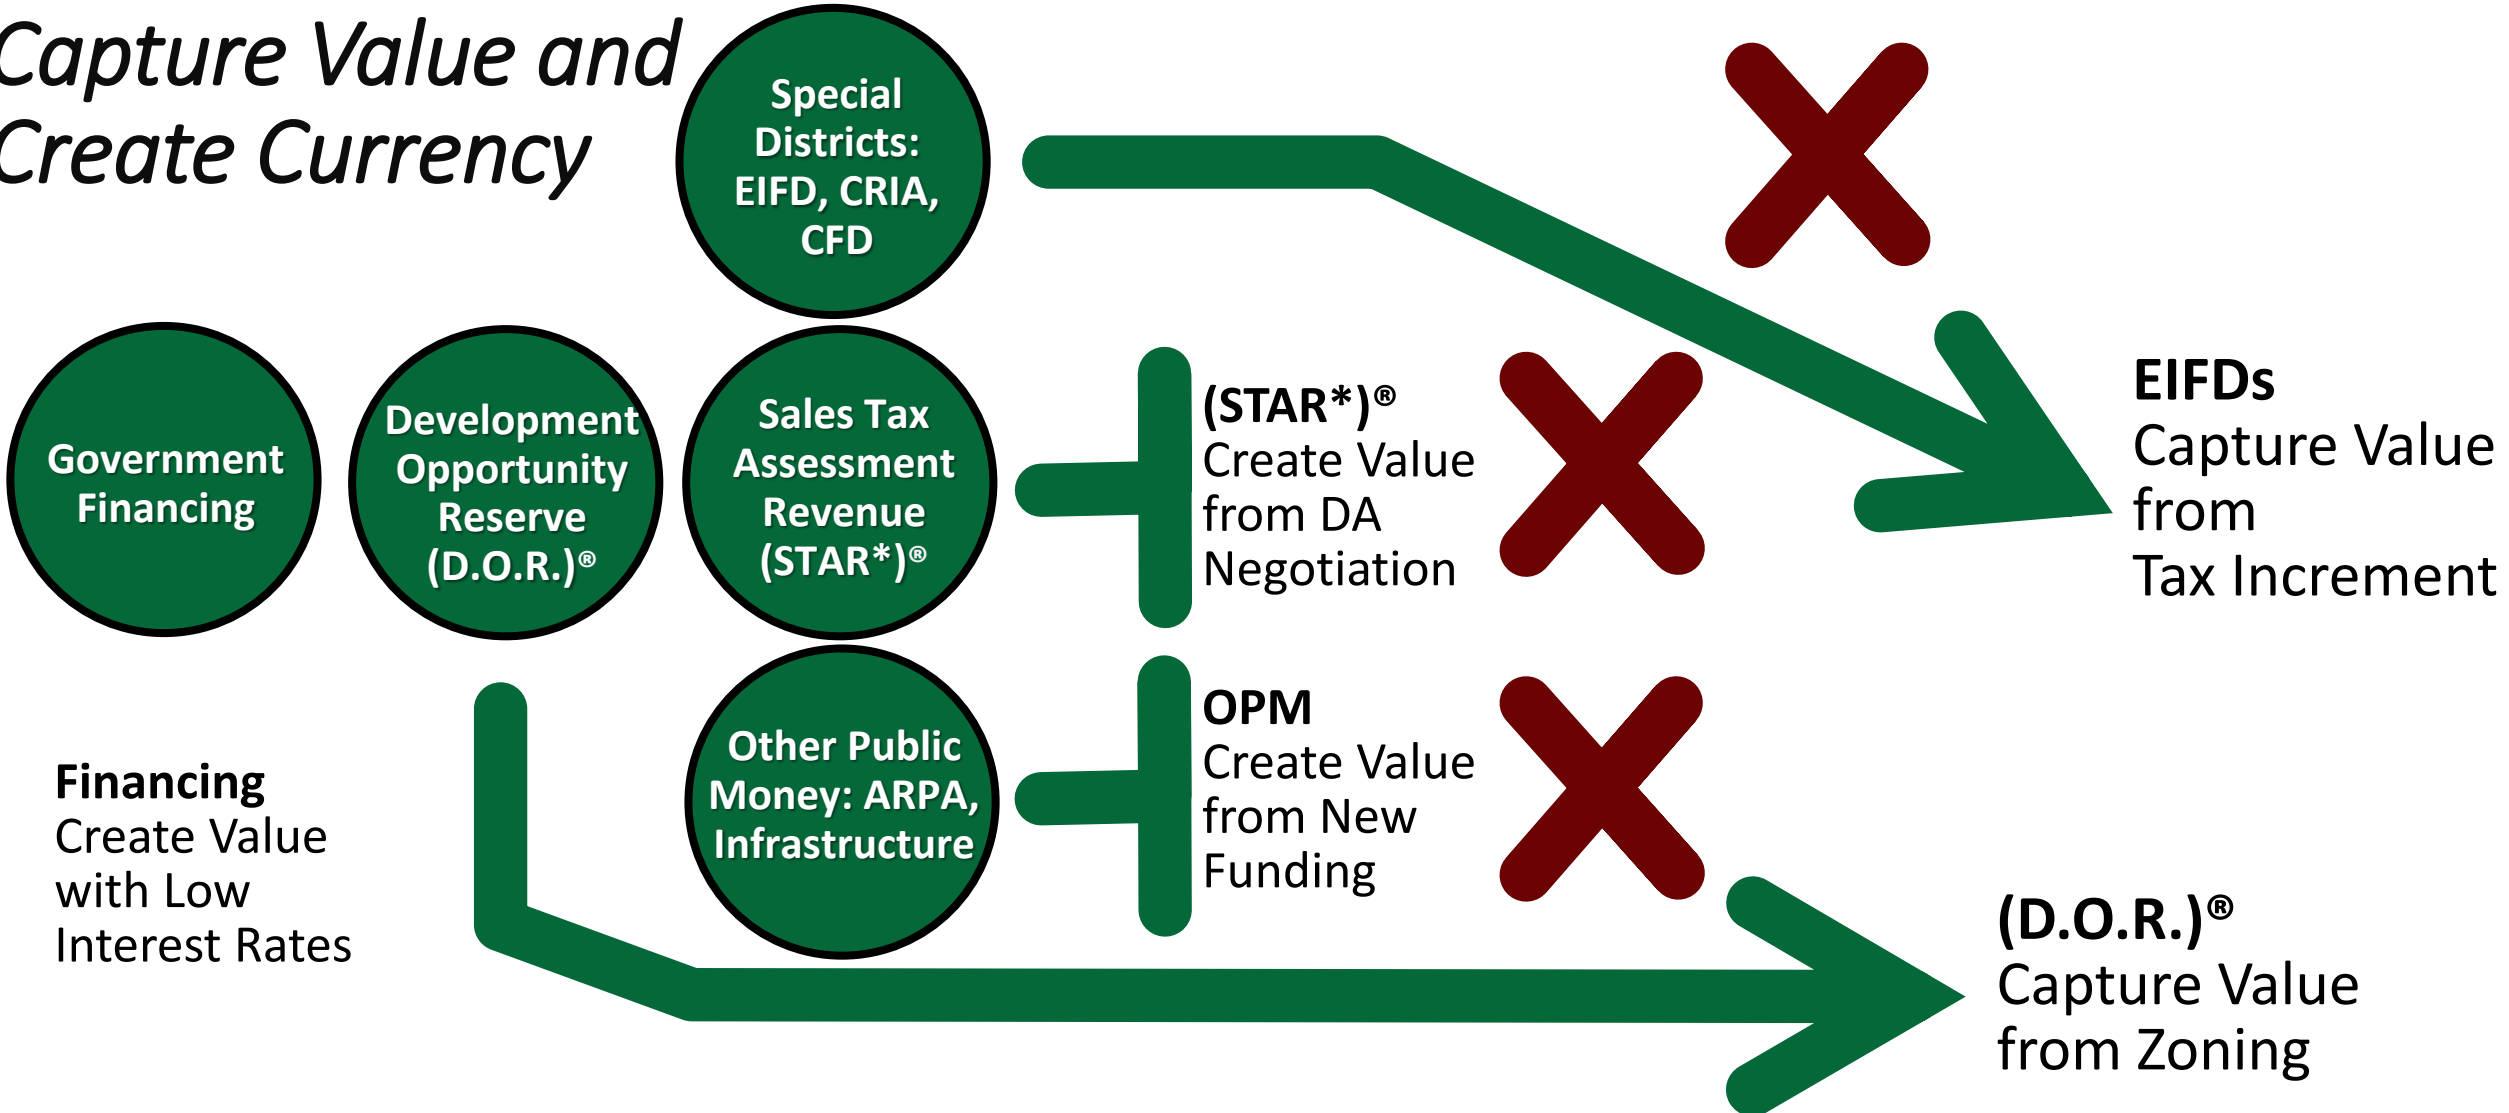 Capture Value and
Create Currency
Special
Districts:
EIFD, CRIA,
CFD
Government
Financing
Development
Opportunity
Reserve
(D.O.R.)®
Sales Tax
Assessment
Revenue
(STAR*)®
(STAR*)®
Create Value
from DA
Negotiation
EIFDs
Capture Value
from
Tax Increment
Other Public
Money: ARPA,
Infrastructure
OPM
Create Value
from New
Funding
Financing
Create Value
with Low
Interest Rates
(D.O.R.)®
Capture Value
from Zoning